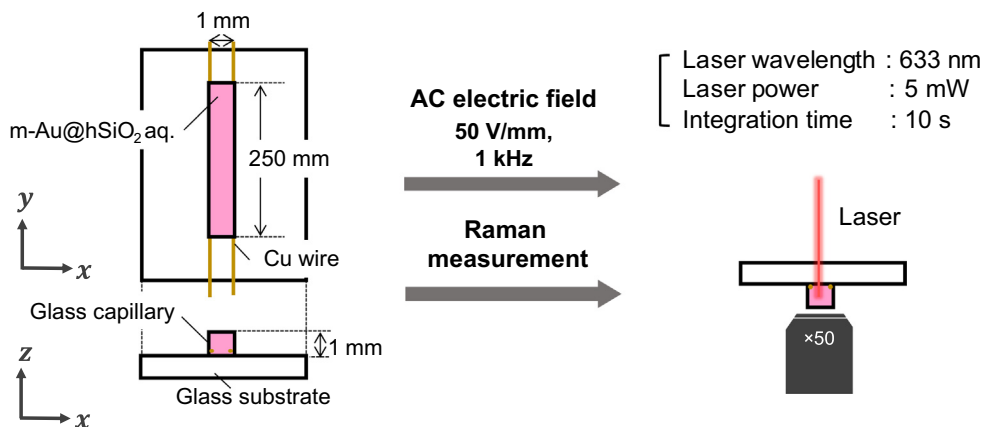 1 mm
m-Au@hSiO₂ aq.
250 mm
y
x
Cu wire
Glass capillary
1 mm
z
x
Glass substrate
AC electric field
50 V/mm,
1 kHz
Raman
measurement
Laser wavelength : 633 nm
Laser power : 5 mW
Integration time : 10 s
Laser
×50